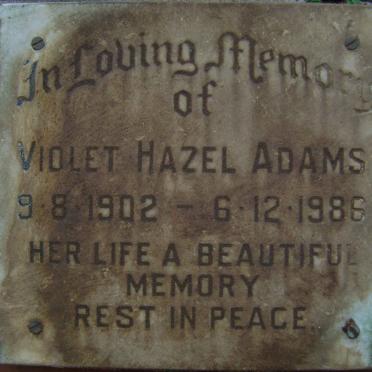 In Loving Memory
of
VIOLET HAZEL ADAMS
9·8·1902 – 6·12·1986
HER LIFE A BEAUTIFUL
MEMORY
REST IN PEACE.